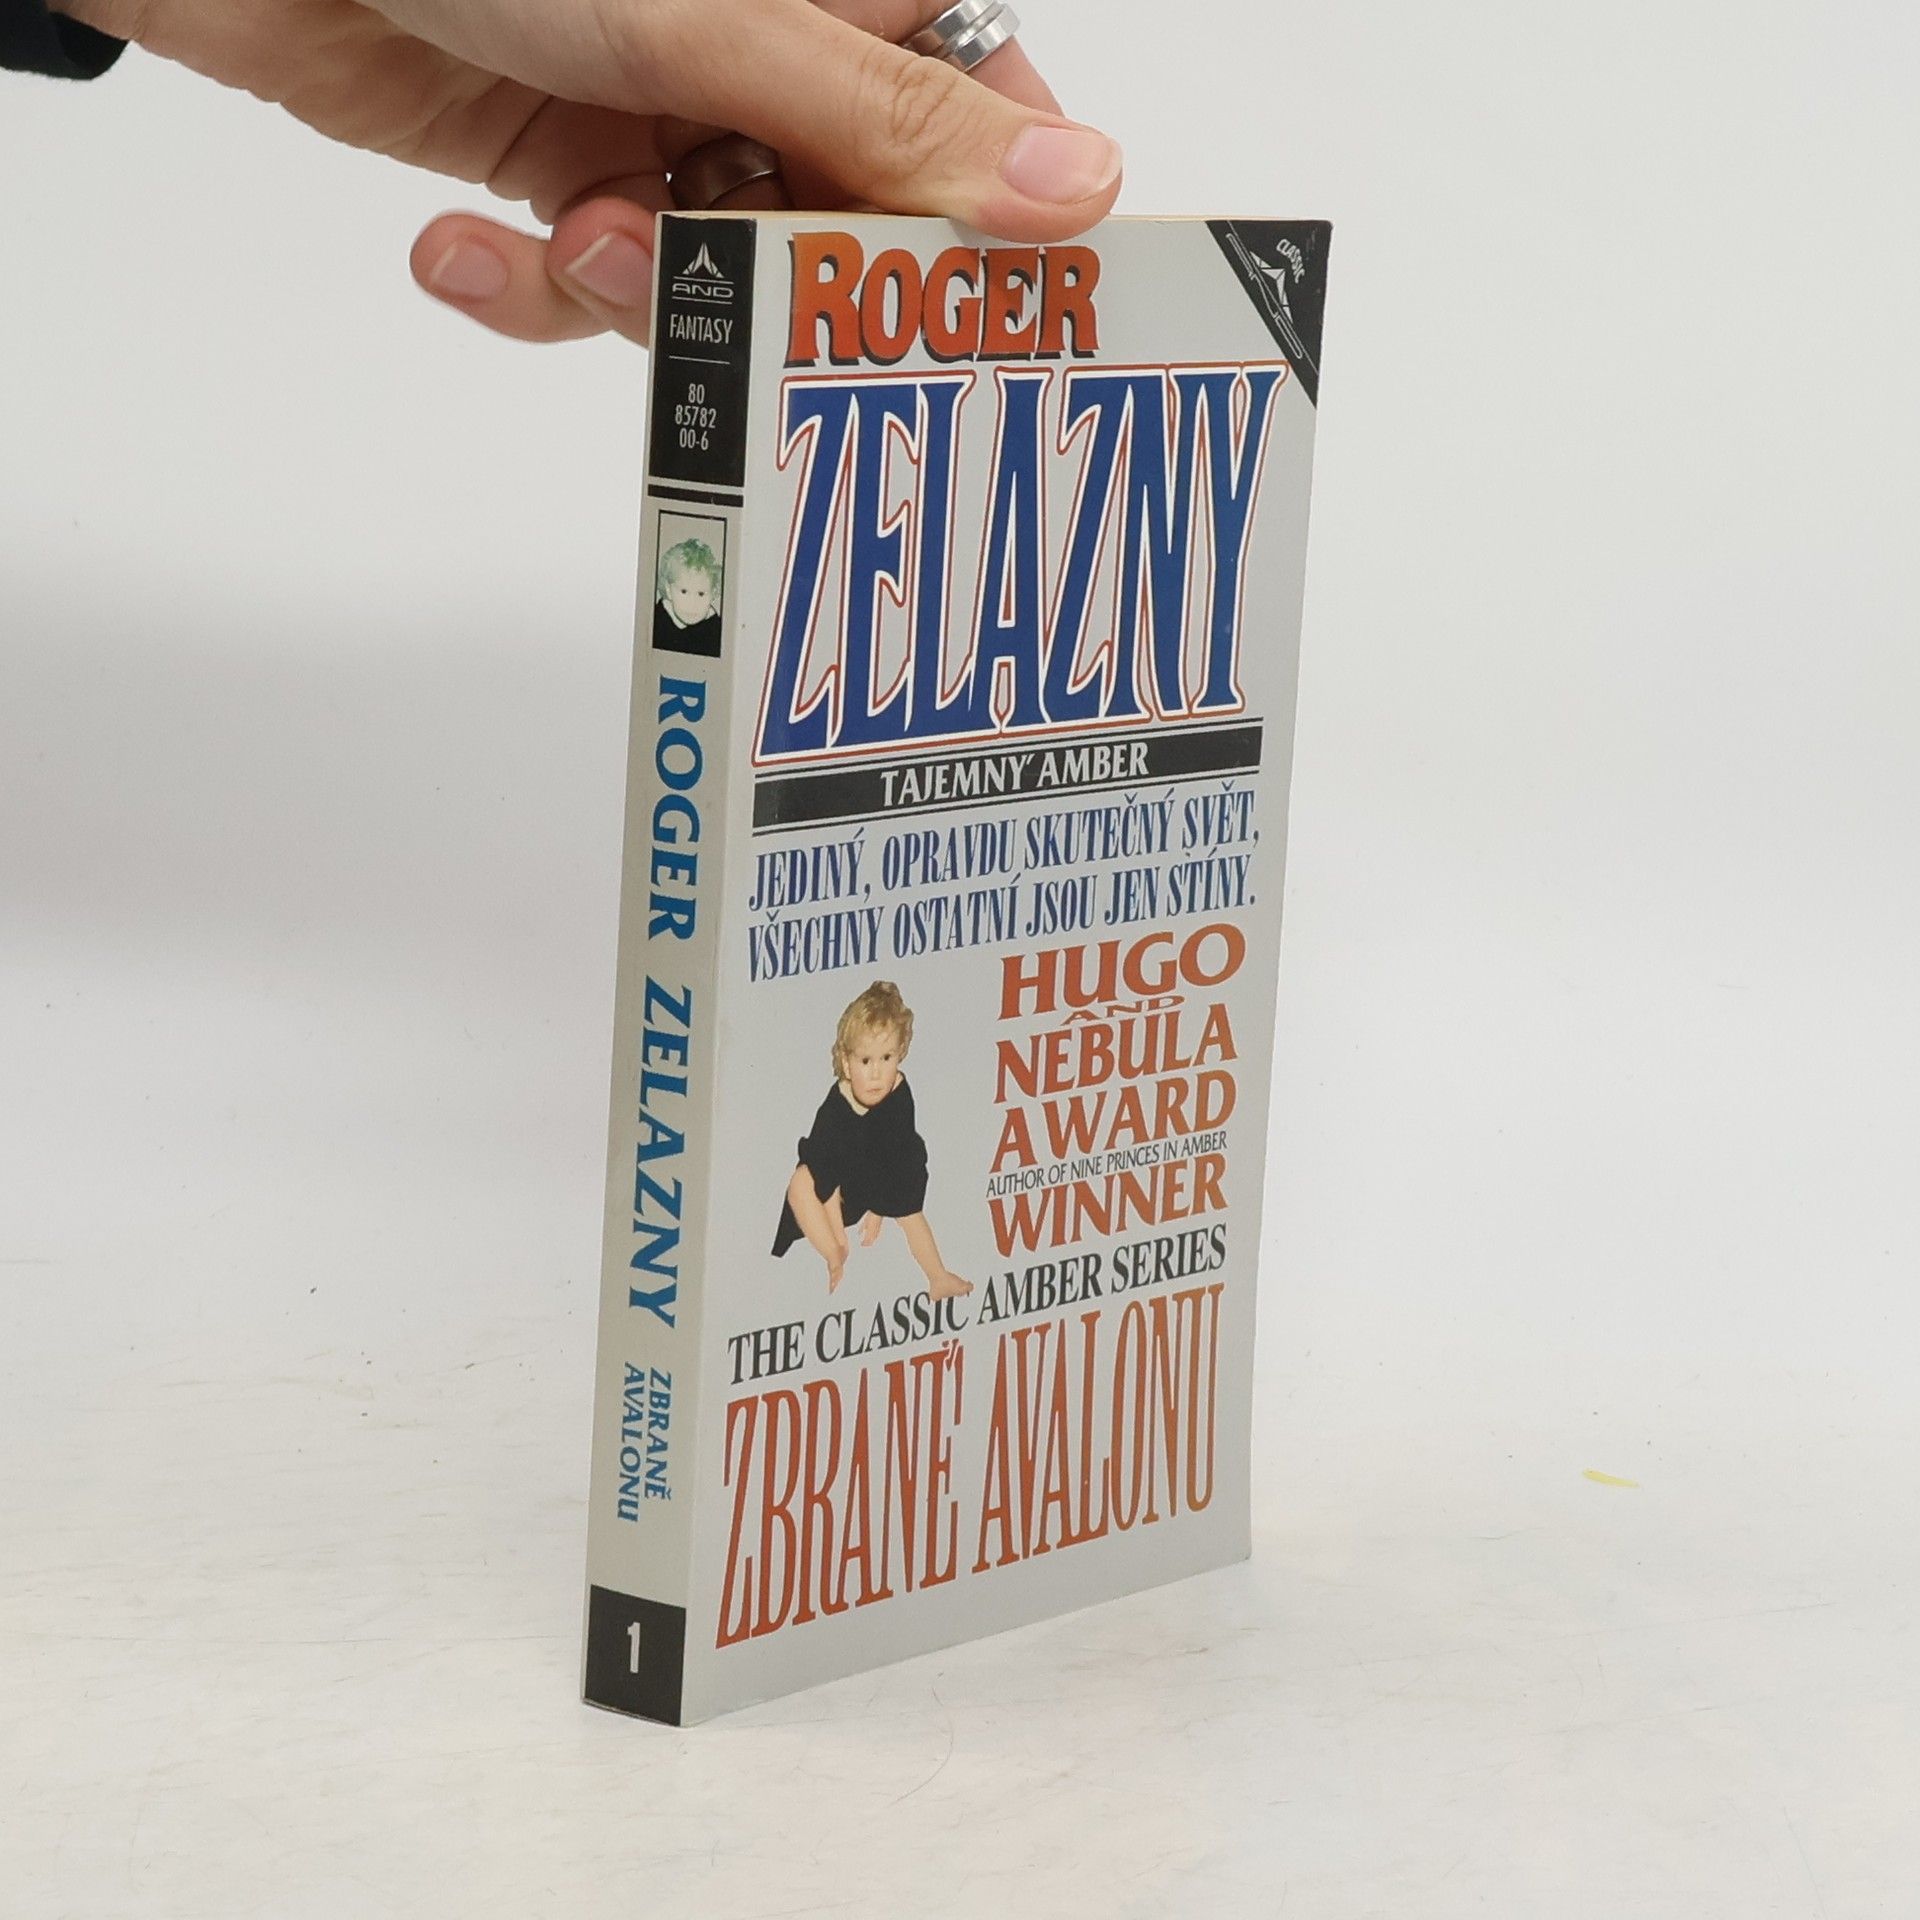 AND
FANTASY
80
85782
00-6
ROGER ZELAZNY
ZBRANĚ
AVALONU
1
CLASSIC
AND
ROGER
ZELAZNY
TAJEMNÝ AMBER
JEDINÝ, OPRAVDU SKUTEČNÝ SVĚT,
VŠECHNY OSTATNÍ JSOU JEN STÍNY.
HUGO
AND
NEBULA
AWARD
AUTHOR OF NINE PRINCES IN AMBER
WINNER
THE CLASSIC AMBER SERIES
ZBRANĚ AVALONU